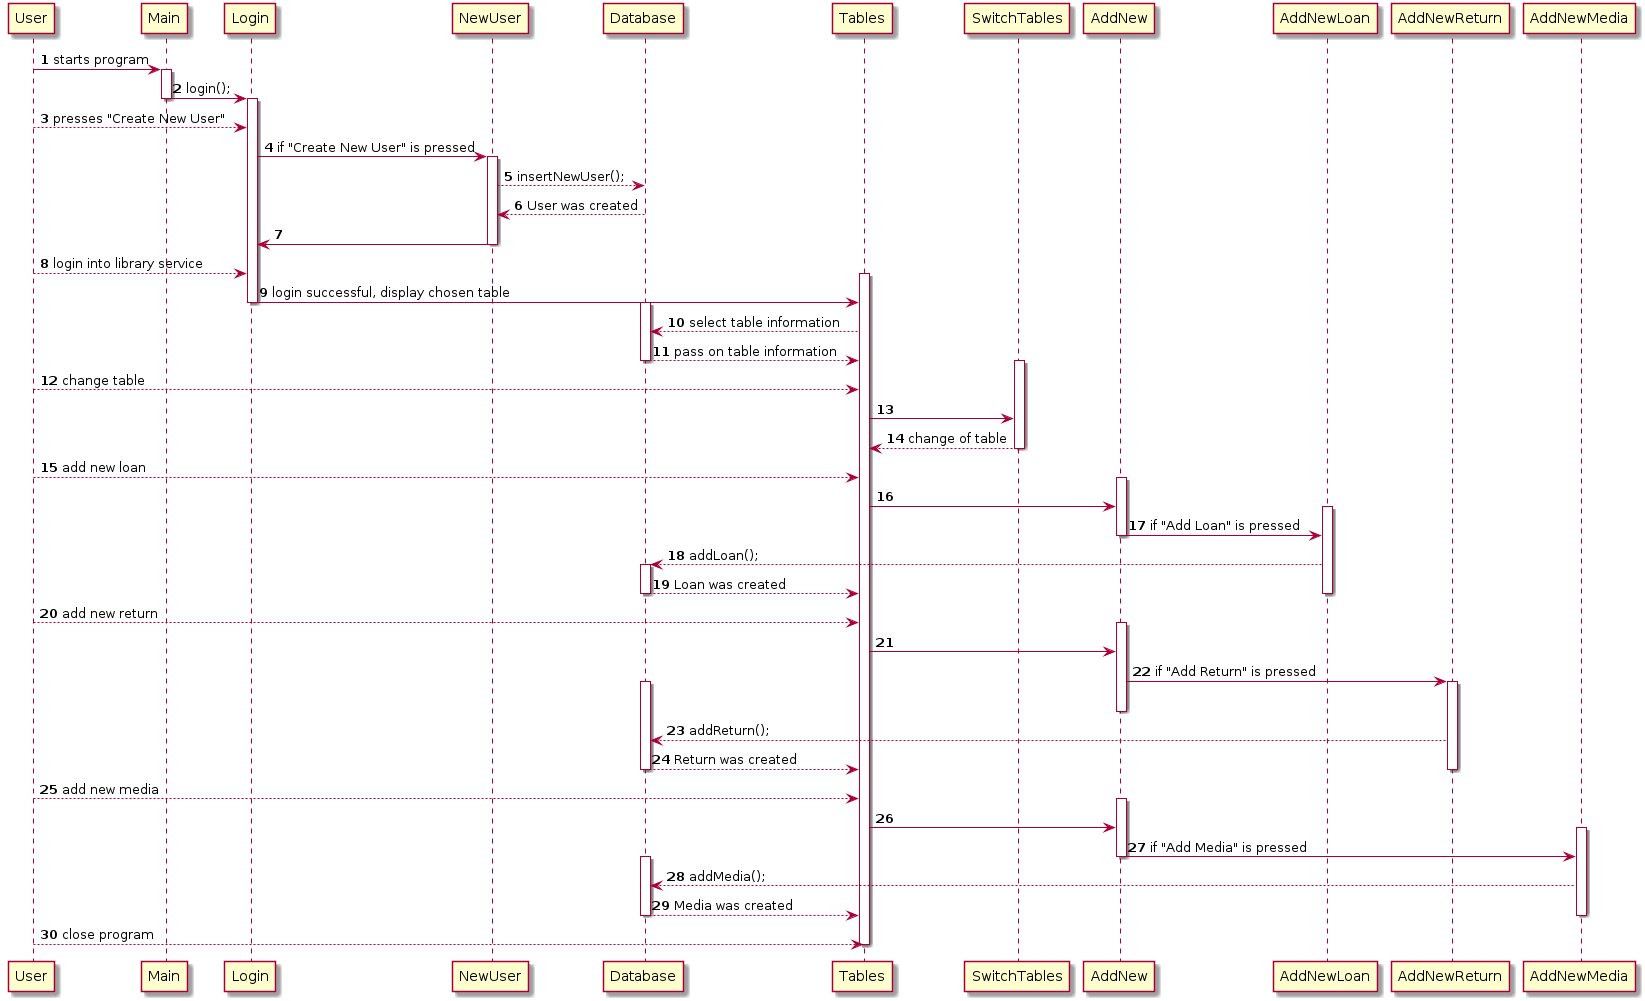 User Main Login NewUser Database Tables SwitchTables AddNew AddNewLoan AddNewReturn AddNewMedia
1 starts program
2 login();
3 presses "Create New User"
4 if "Create New User" is pressed
5 insertNewUser();
6 User was created
7
8 login into library service
9 login successful, display chosen table
10 select table information
11 pass on table information
12 change table
13
14 change of table
15 add new loan
16
17 if "Add Loan" is pressed
18 addLoan();
19 Loan was created
20 add new return
21
22 if "Add Return" is pressed
23 addReturn();
24 Return was created
25 add new media
26
27 if "Add Media" is pressed
28 addMedia();
29 Media was created
30 close program
User Main Login NewUser Database Tables SwitchTables AddNew AddNewLoan AddNewReturn AddNewMedia